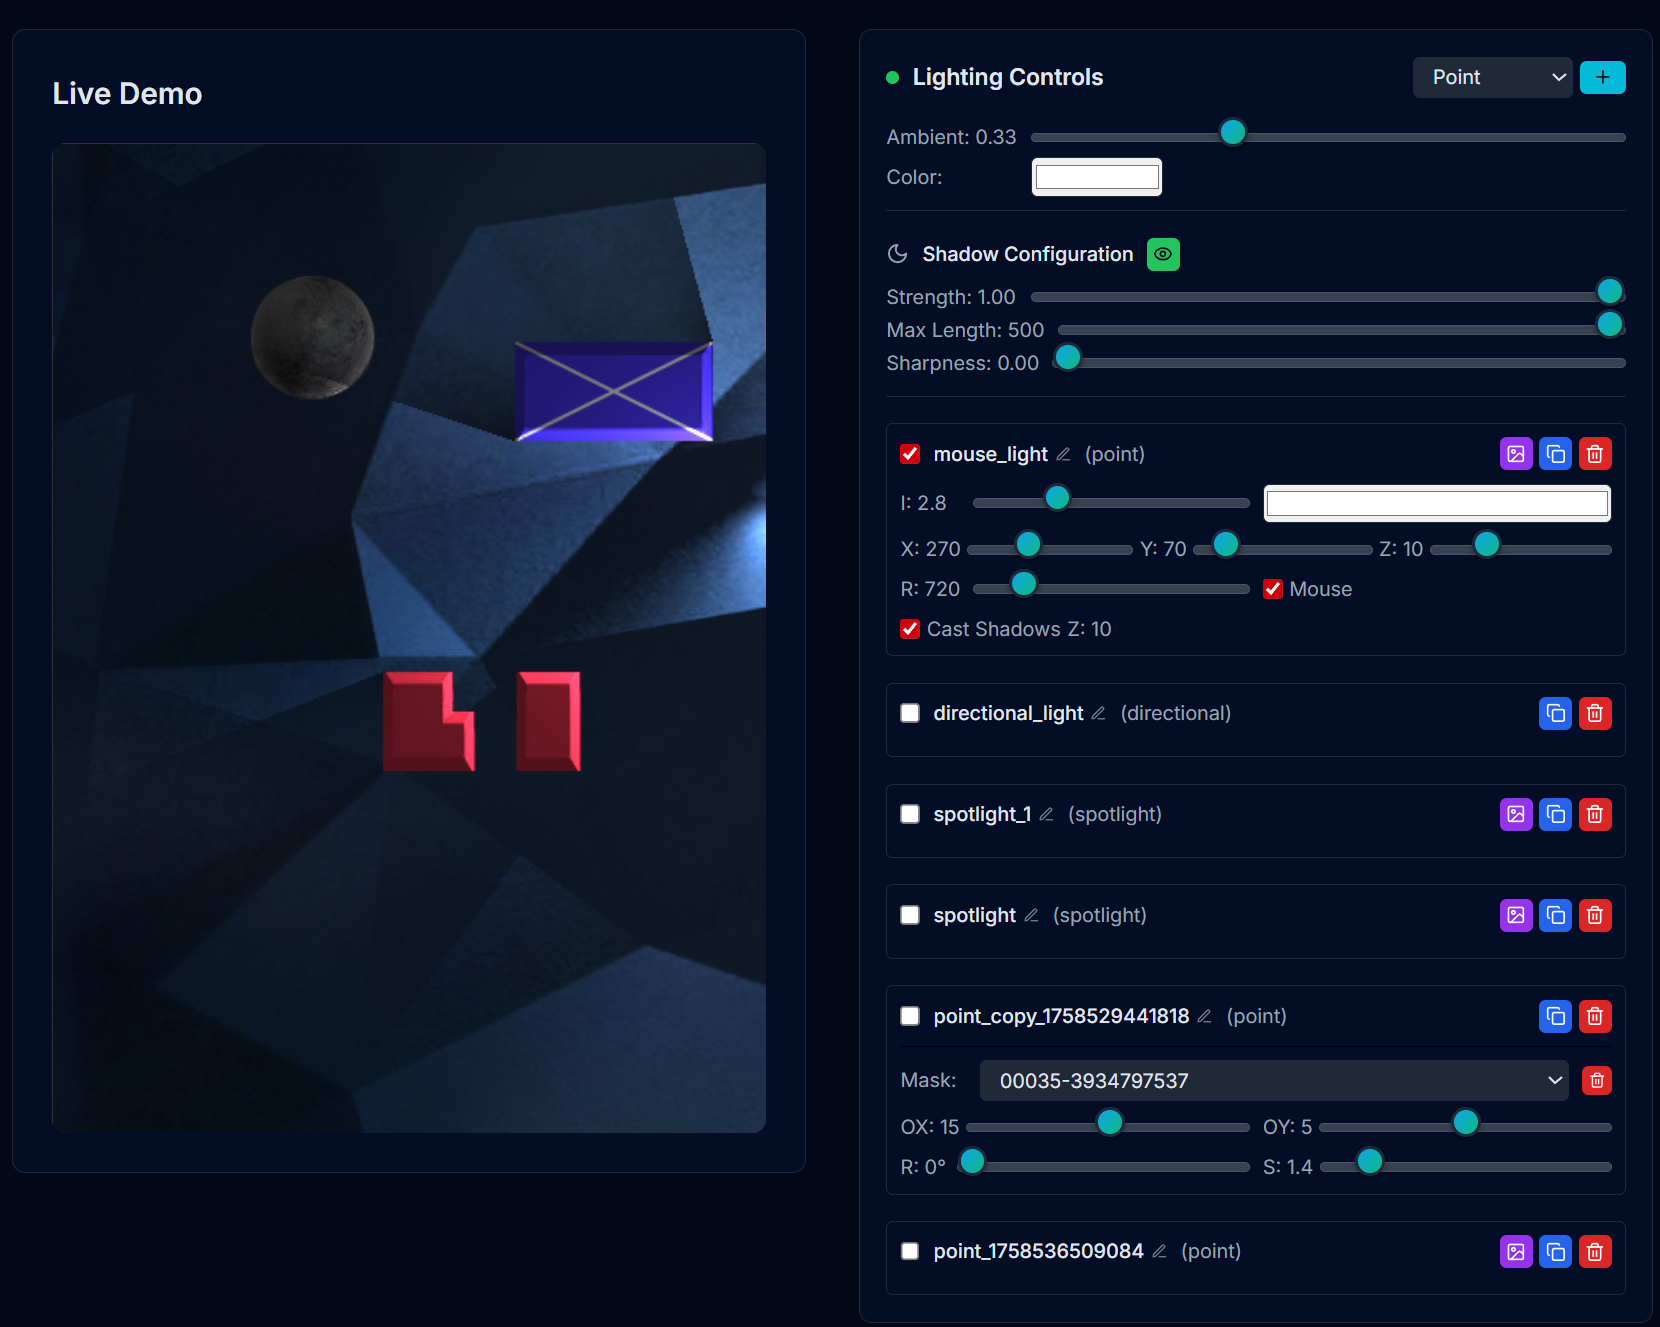 Live Demo
Lighting Controls
Point
Ambient: 0.33
Color:
Shadow Configuration
Strength: 1.00
Max Length: 500
Sharpness: 0.00
mouse_light (point)
I: 2.8
X: 270 Y: 70 Z: 10
R: 720 Mouse
Cast Shadows Z: 10
directional_light (directional)
spotlight_1 (spotlight)
spotlight (spotlight)
point_copy_1758529441818 (point)
Mask: 00035-3934797537
OX: 15 OY: 5
R: 0° S: 1.4
point_1758536509084 (point)